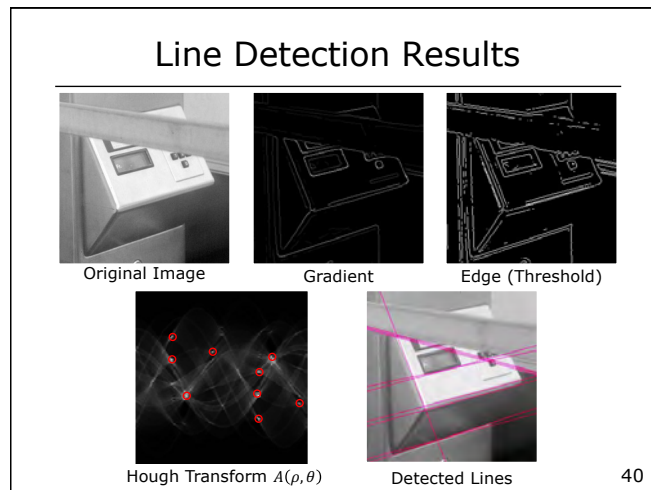 Line Detection Results
Original Image
Gradient
Edge (Threshold)
Hough Transform 𝐴(𝜌, 𝜃)
Detected Lines
40